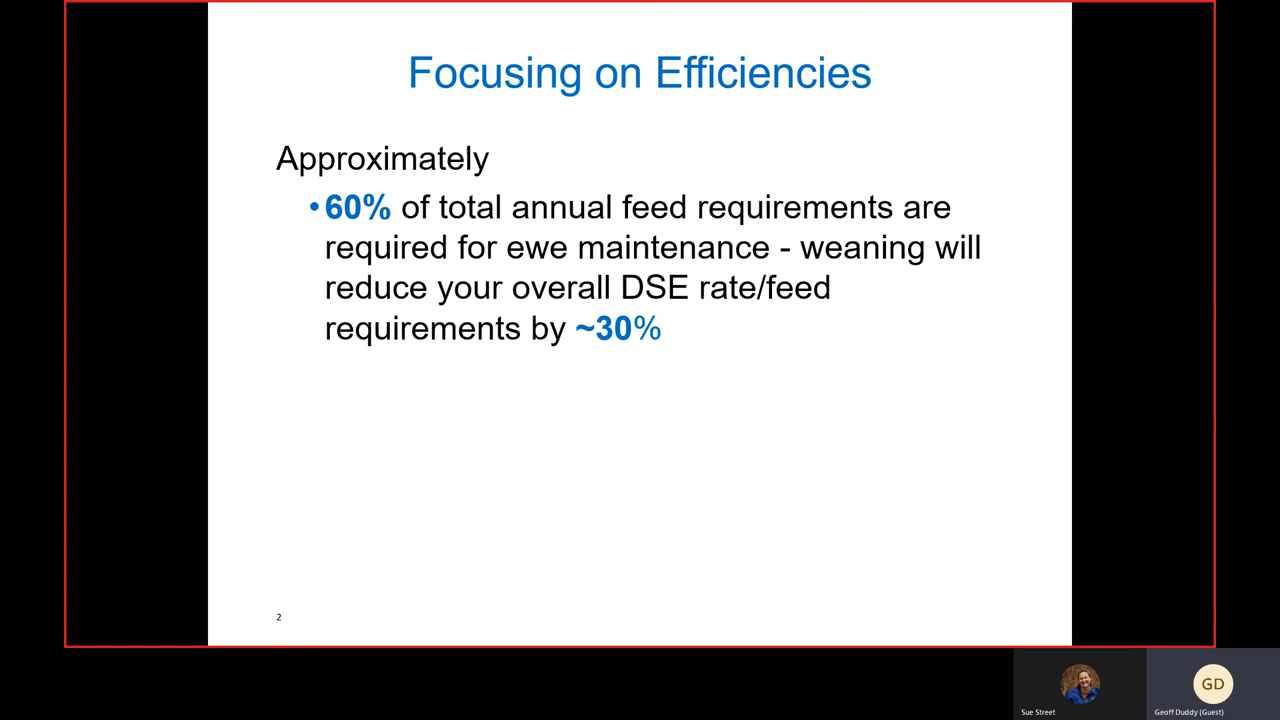 Focusing on Efficiencies
Approximately
• 60% of total annual feed requirements are
required for ewe maintenance - weaning will
reduce your overall DSE rate/feed
requirements by ~30%
2
GD
Sue Street
Geoff Duddy (Guest)